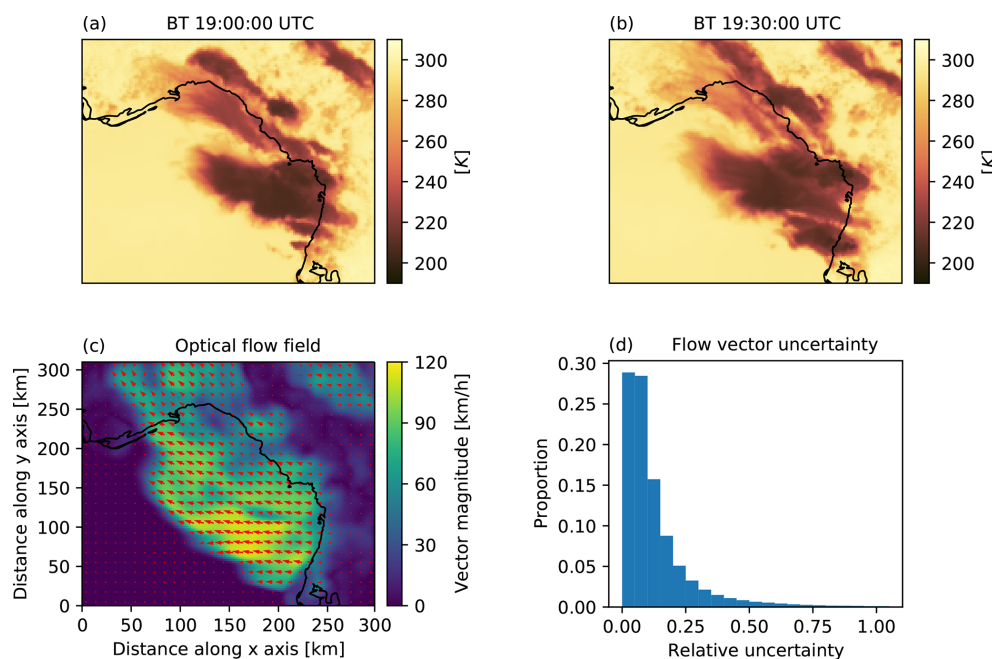 (a) BT 19:00:00 UTC
300
280
260
240
220
200
[K]
(b) BT 19:30:00 UTC
300
280
260
240
220
200
[K]
(c) Optical flow field
Distance along y axis [km]
300
250
200
150
100
50
0
0 50 100 150 200 250 300
Distance along x axis [km]
120
90
60
30
0
Vector magnitude [km/h]
(d) Flow vector uncertainty
Proportion
0.30
0.25
0.20
0.15
0.10
0.05
0.00
0.00 0.25 0.50 0.75 1.00
Relative uncertainty